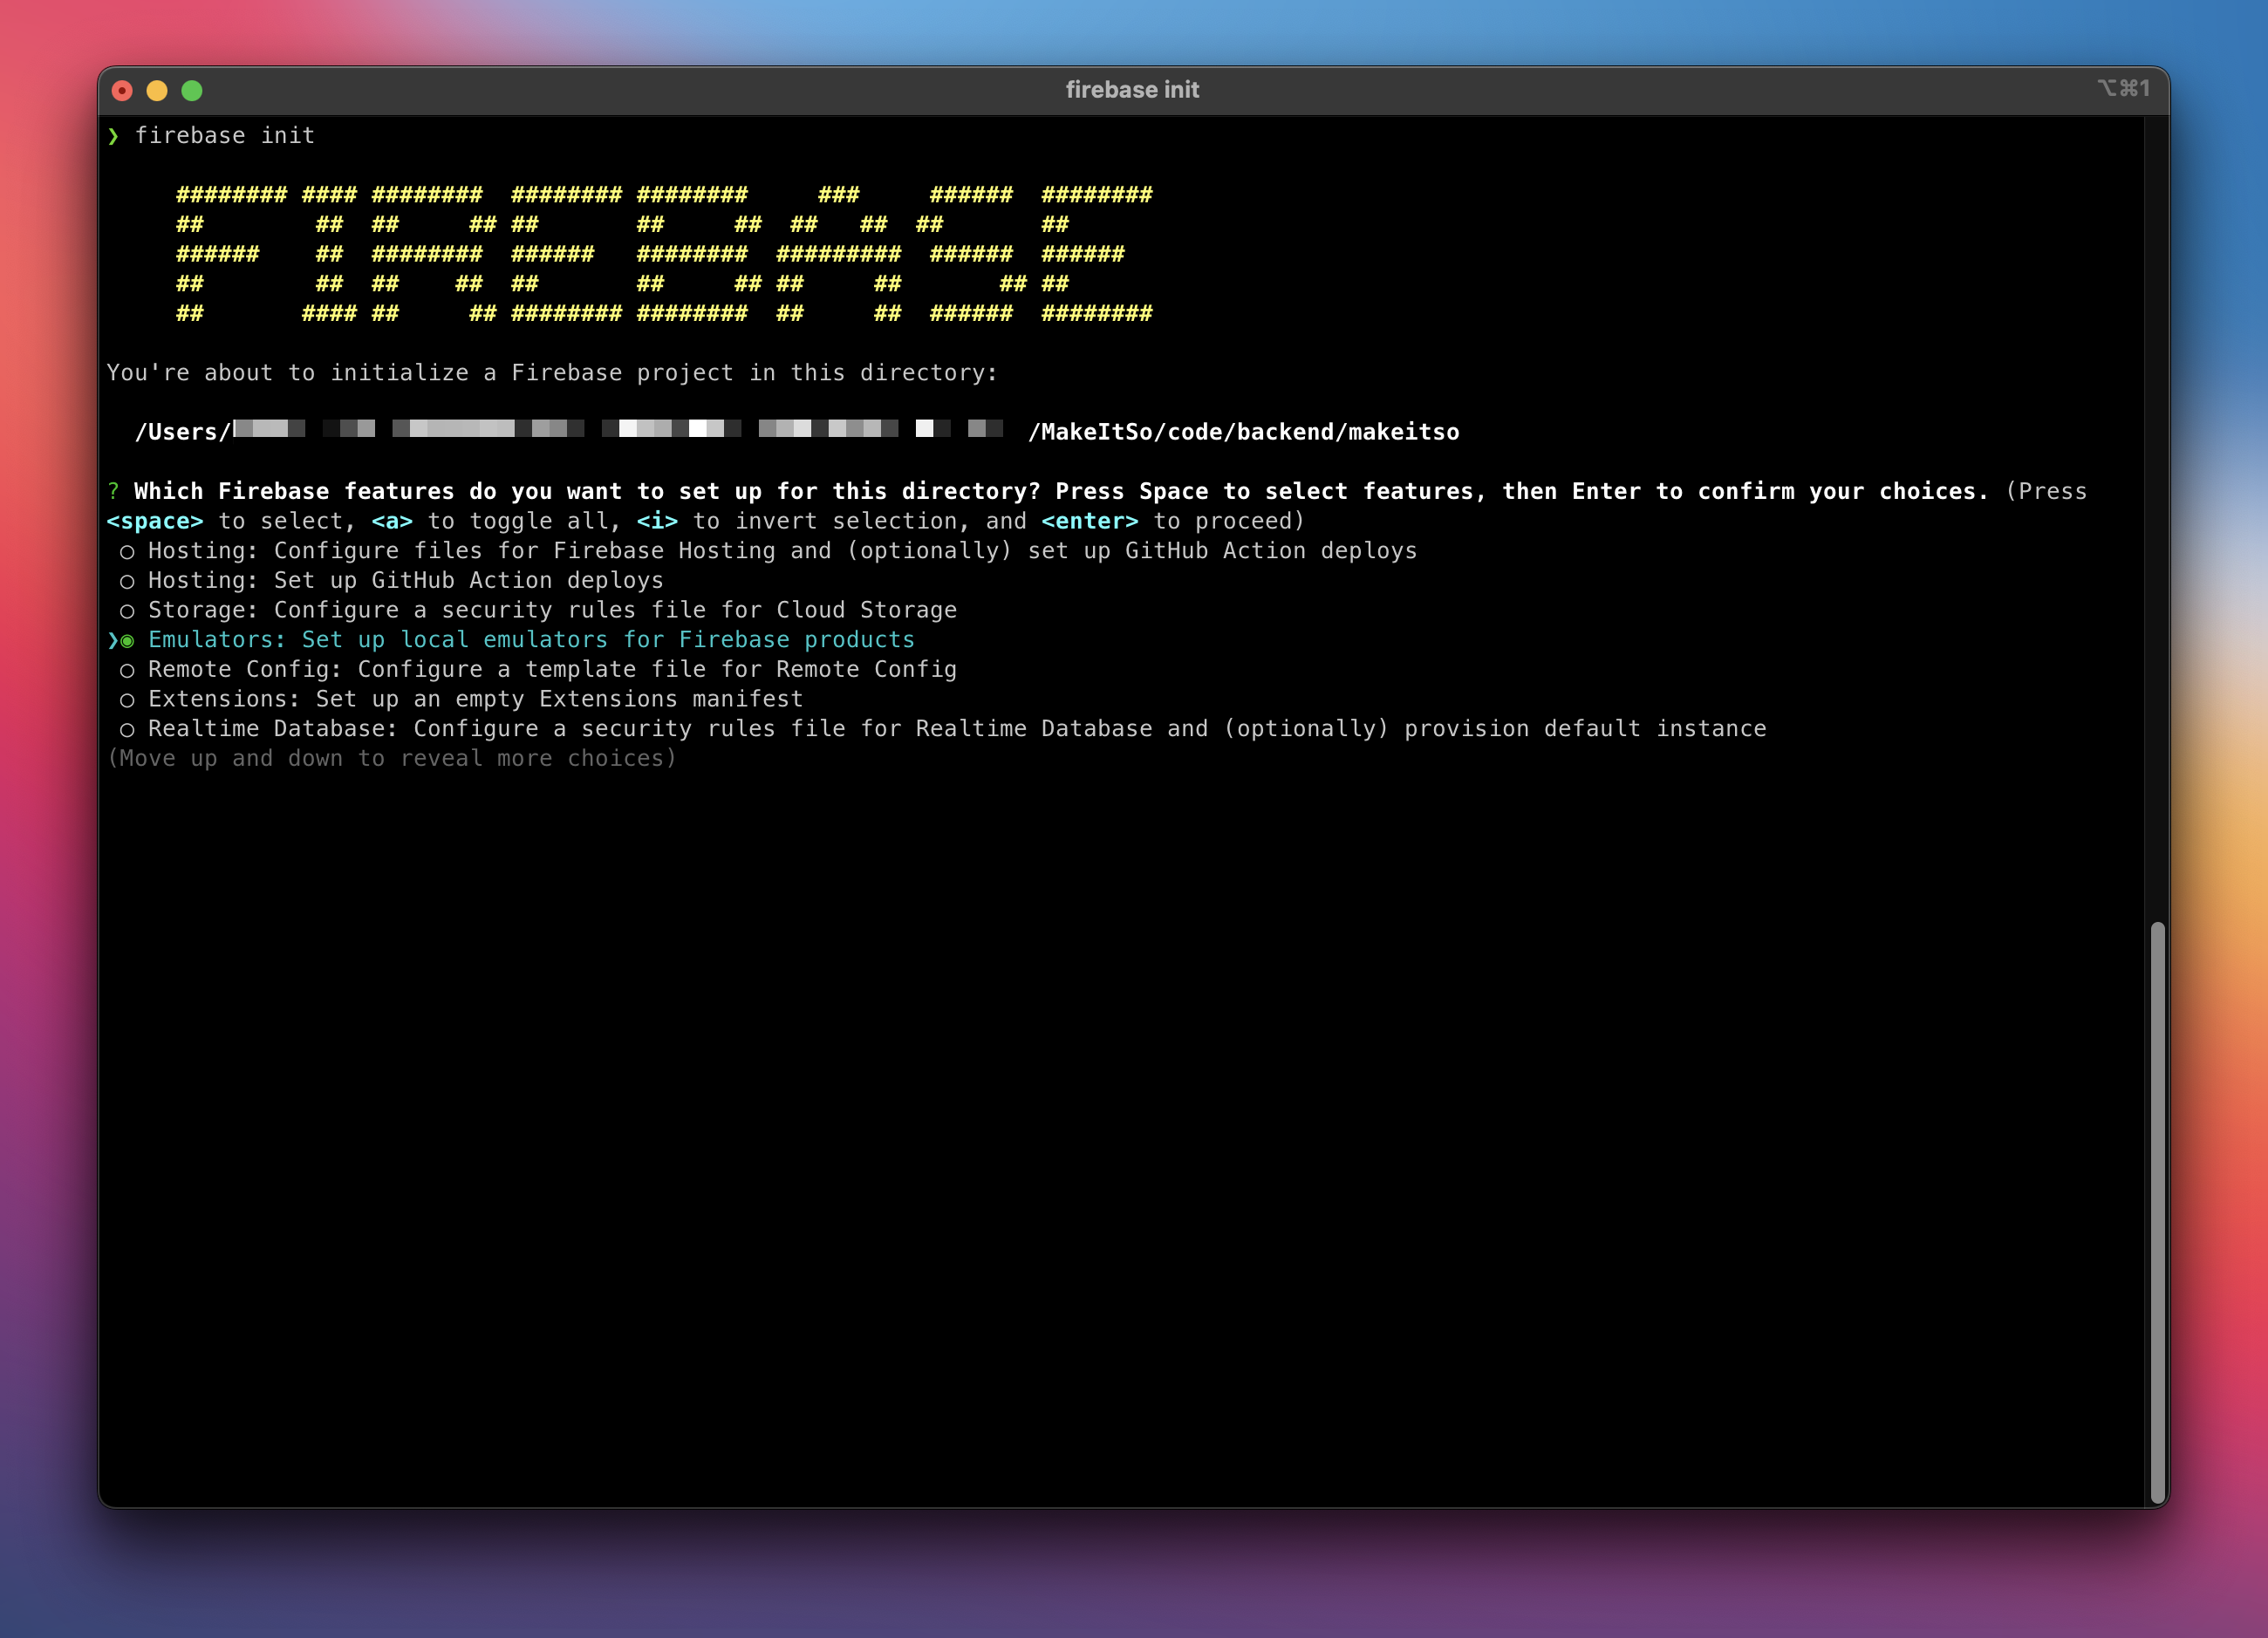 firebase init
⌥⌘1
❯ firebase init
######## #### ########  ######## ########     ###     ######  ########
##        ##  ##     ## ##       ##     ##  ##   ##  ##       ##
######    ##  ########  ######   ########  #########  ######  ######
##        ##  ##    ##  ##       ##     ## ##     ##       ## ##
##       #### ##     ## ######## ########  ##     ##  ######  ########
You're about to initialize a Firebase project in this directory:
/Users/ /MakeItSo/code/backend/makeitso
? Which Firebase features do you want to set up for this directory? Press Space to select features, then Enter to confirm your choices. (Press
<space> to select, <a> to toggle all, <i> to invert selection, and <enter> to proceed)
◯ Hosting: Configure files for Firebase Hosting and (optionally) set up GitHub Action deploys
◯ Hosting: Set up GitHub Action deploys
◯ Storage: Configure a security rules file for Cloud Storage
❯◉ Emulators: Set up local emulators for Firebase products
◯ Remote Config: Configure a template file for Remote Config
◯ Extensions: Set up an empty Extensions manifest
◯ Realtime Database: Configure a security rules file for Realtime Database and (optionally) provision default instance
(Move up and down to reveal more choices)